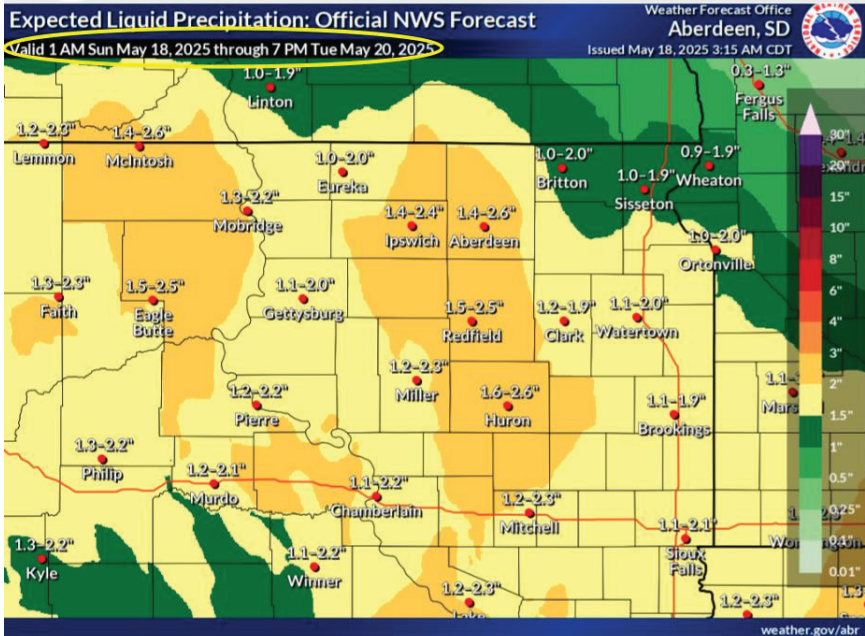 Expected Liquid Precipitation: Official NWS Forecast
Valid 1 AM Sun May 18, 2025 through 7 PM Tue May 20, 2025
Weather Forecast Office
Aberdeen, SD
Issued May 18, 2025 3:15 AM CDT
1.0–1.9"
Linton
0.3–1.3"
Fergus
Falls
1.2–2.3"
Lemmon
1.4–2.6"
McIntosh
1.0–2.0"
Eureka
1.0–2.0"
Britton
0.9–1.9"
Wheaton
1.0–1.9"
Sisseton
1.3–2.2"
Mobridge
1.4–2.4"
Ipswich
1.4–2.6"
Aberdeen
1.0–2.0"
Ortonville
1.3–2.3"
Faith
1.5–2.5"
Eagle
Butte
1.1–2.0"
Gettysburg
1.5–2.5"
Redfield
1.2–1.9"
Clark
1.1–2.0"
Watertown
1.2–2.2"
Pierre
1.2–2.3"
Miller
1.6–2.6"
Huron
1.1–1.9"
Brookings
1.3–2.2"
Philip
1.2–2.1"
Murdo
1.1–2.2"
Chamberlain
1.2–2.3"
Mitchell
1.1–2.1"
Sioux
Falls
1.3–2.2"
Kyle
1.1–2.2"
Winner
1.2–2.3"
1.2–2.3"
30"
20"
15"
10"
8"
6"
4"
3"
2"
1.5"
1"
0.5"
0.25"
0.1"
0.01"
weather.gov/abr